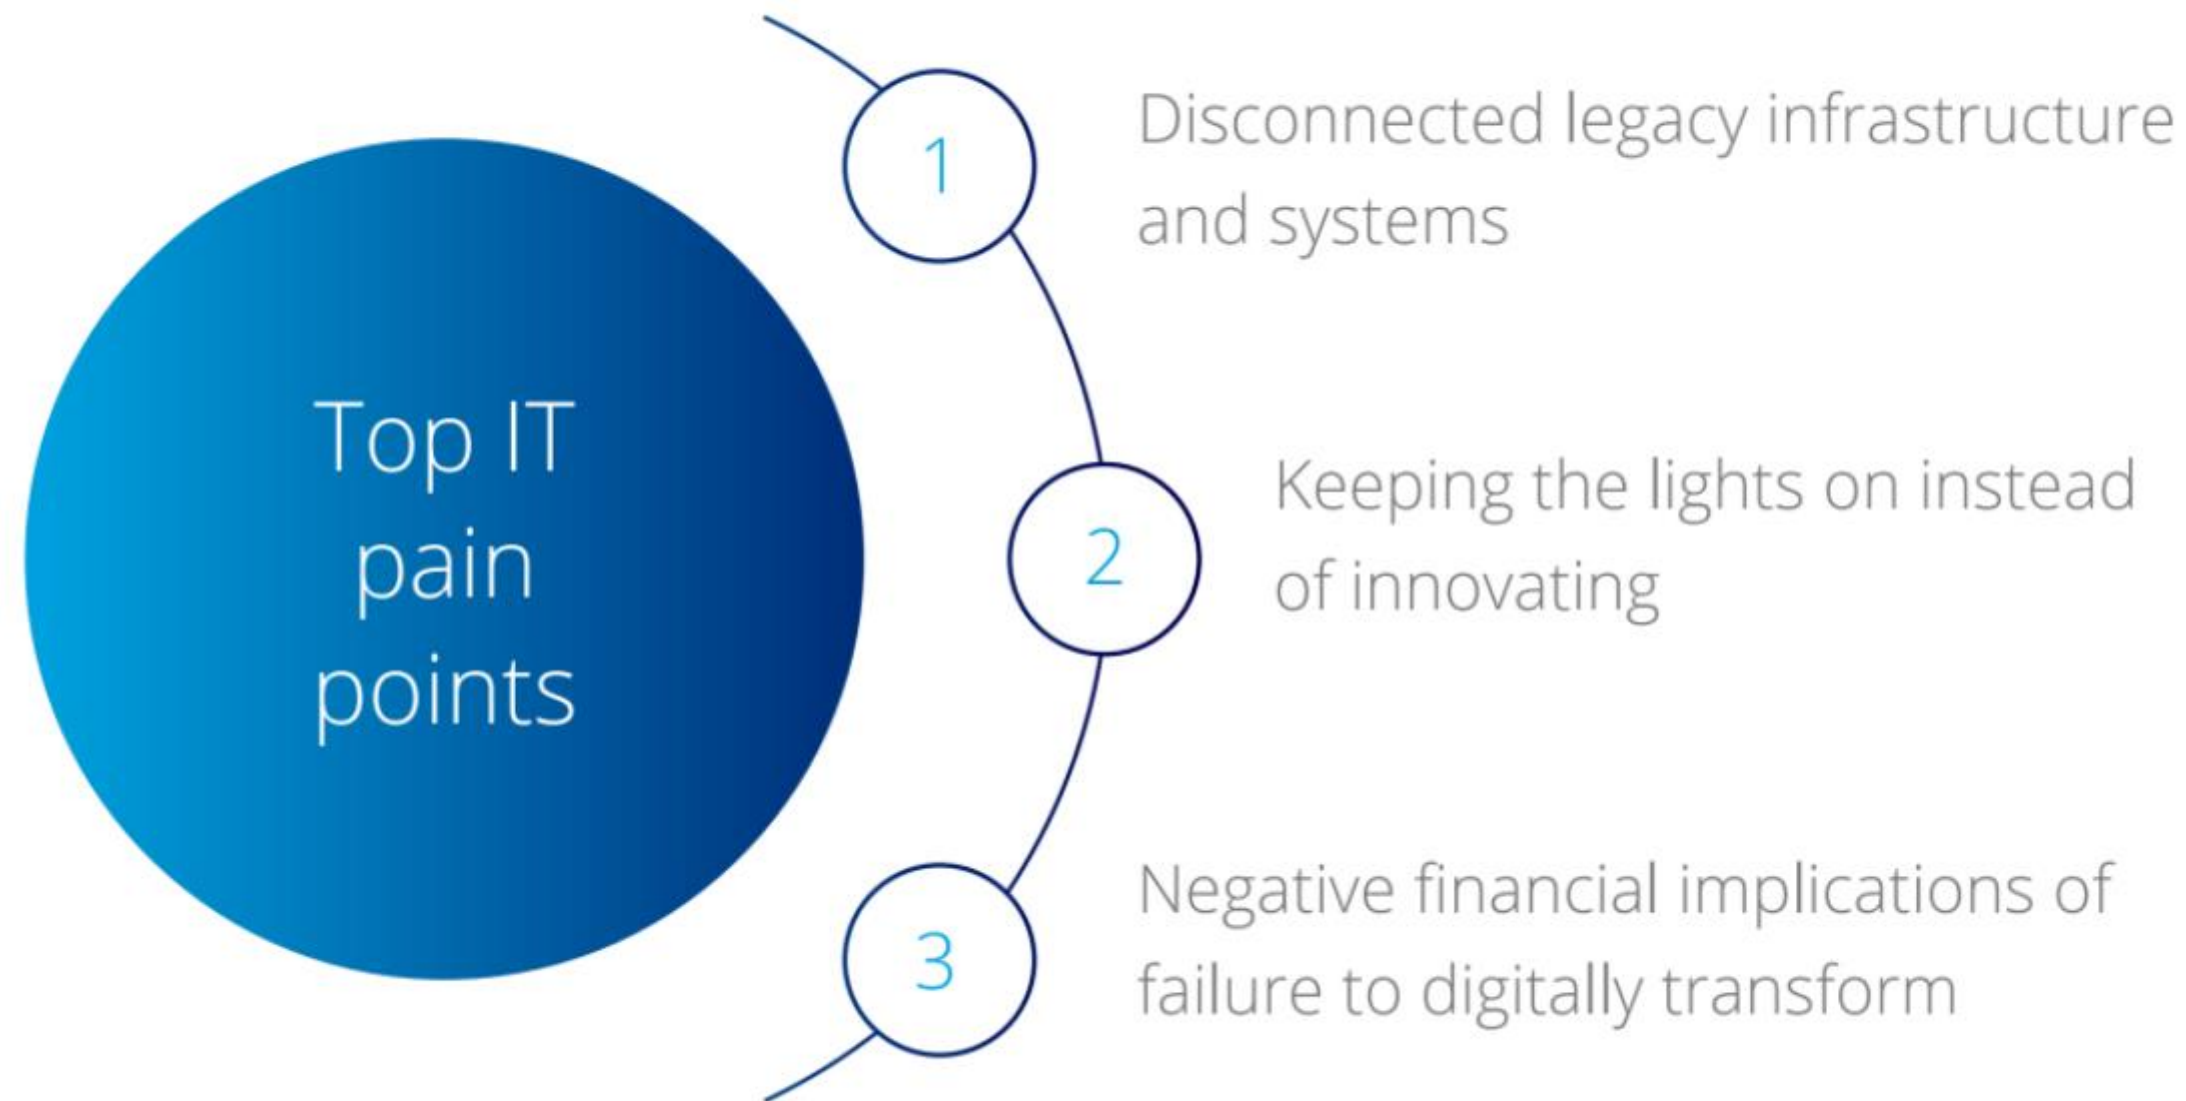 Top IT
pain
points
1
Disconnected legacy infrastructure
and systems
2
Keeping the lights on instead
of innovating
3
Negative financial implications of
failure to digitally transform